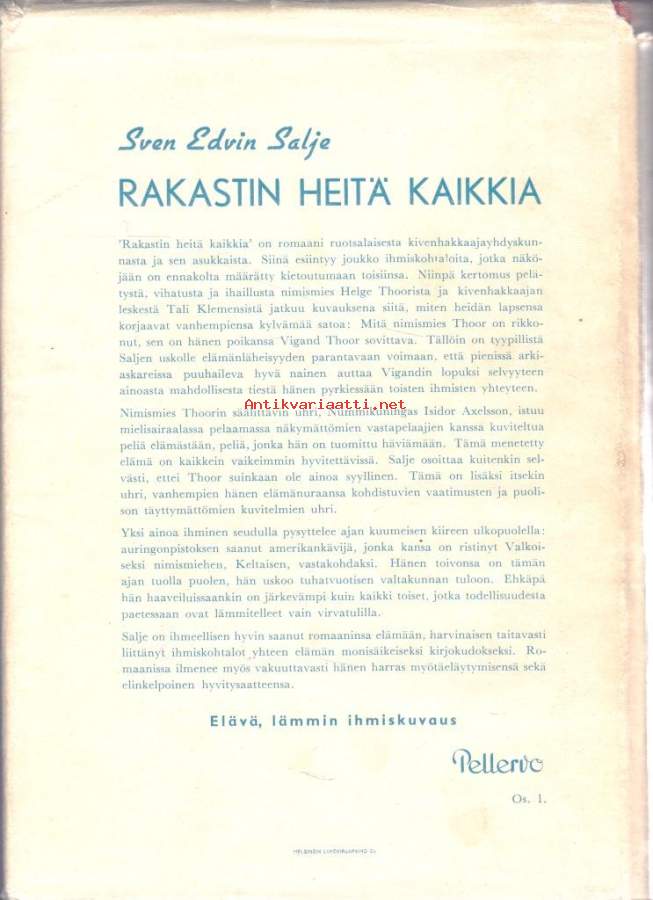 Sven Edvin Salje
RAKASTIN HEITÄ KAIKKIA
'Rakastin heitä kaikkia' on romaani ruotsalaisesta kivenhakkaajayhdyskun-
nasta ja sen asukkaista. Siinä esiintyy joukko ihmiskohtaloita, jotka näkö-
jään on ennakolta määrätty kietoutumaan toisiinsa. Niinpä kertomus pelä-
tystä, vihatusta ja ihaillusta nimismies Helge Thoorista ja kivenhakkaajan
leskestä Tali Klemensistä jatkuu kuvauksena siitä, miten heidän lapsensa
korjaavat vanhempiensa kylvämää satoa: Mitä nimismies Thoor on rikko-
nut, sen on hänen poikansa Vigand Thoor sovittava. Tällöin on tyypillistä
Saljen uskolle elämänläheisyyden parantavaan voimaan, että pienissä arki-
askareissa puuhaileva hyvä nainen auttaa Vigandin lopuksi selvyyteen
ainoasta mahdollisesta tiestä hänen pyrkiessään toisten ihmisten yhteyteen.
Antikvariaatti.net
Nimismies Thoorin säälittävin uhri, Nummikuningas Isidor Axelsson, istuu
mielisairaalassa pelaamassa näkymättömien vastapelaajien kanssa kuviteltua
peliä elämästään, peliä, jonka hän on tuomittu häviämään. Tämä menetetty
elämä on kaikkein vaikeimmin hyvitettävissä. Salje osoittaa kuitenkin sel-
västi, ettei Thoor suinkaan ole ainoa syyllinen. Tämä on lisäksi itsekin
uhri, vanhempien hänen elämänuraansa kohdistuvien vaatimusten ja puoli-
son täyttymättömien kuvitelmien uhri.
Yksi ainoa ihminen seudulla pysyttelee ajan kuumeisen kiireen ulkopuolella:
auringonpistoksen saanut amerikankävijä, jonka kansa on ristinyt Valkoi-
seksi nimismiehen, Keltaisen, vastakohdaksi. Hänen toivonsa on tämän
ajan tuolla puolen, hän uskoo tuhatvuotisen valtakunnan tuloon. Ehkäpä
hän haaveiluissaankin on järkevämpi kuin kaikki toiset, jotka todellisuudesta
paetessaan ovat lämmitelleet vain virvatulilla.
Salje on ihmeellisen hyvin saanut romaaninsa elämään, harvinaisen taitavasti
liittänyt ihmiskohtalot yhteen elämän monisäikeiseksi kirjokudokseksi. Ro-
maanissa ilmenee myös vakuuttavasti hänen harras myötäeläytymisensä sekä
elinkelpoinen hyvitysaatteensa.
Elävä, lämmin ihmiskuvaus
Pellervo
Os. 1.
HELSINGIN